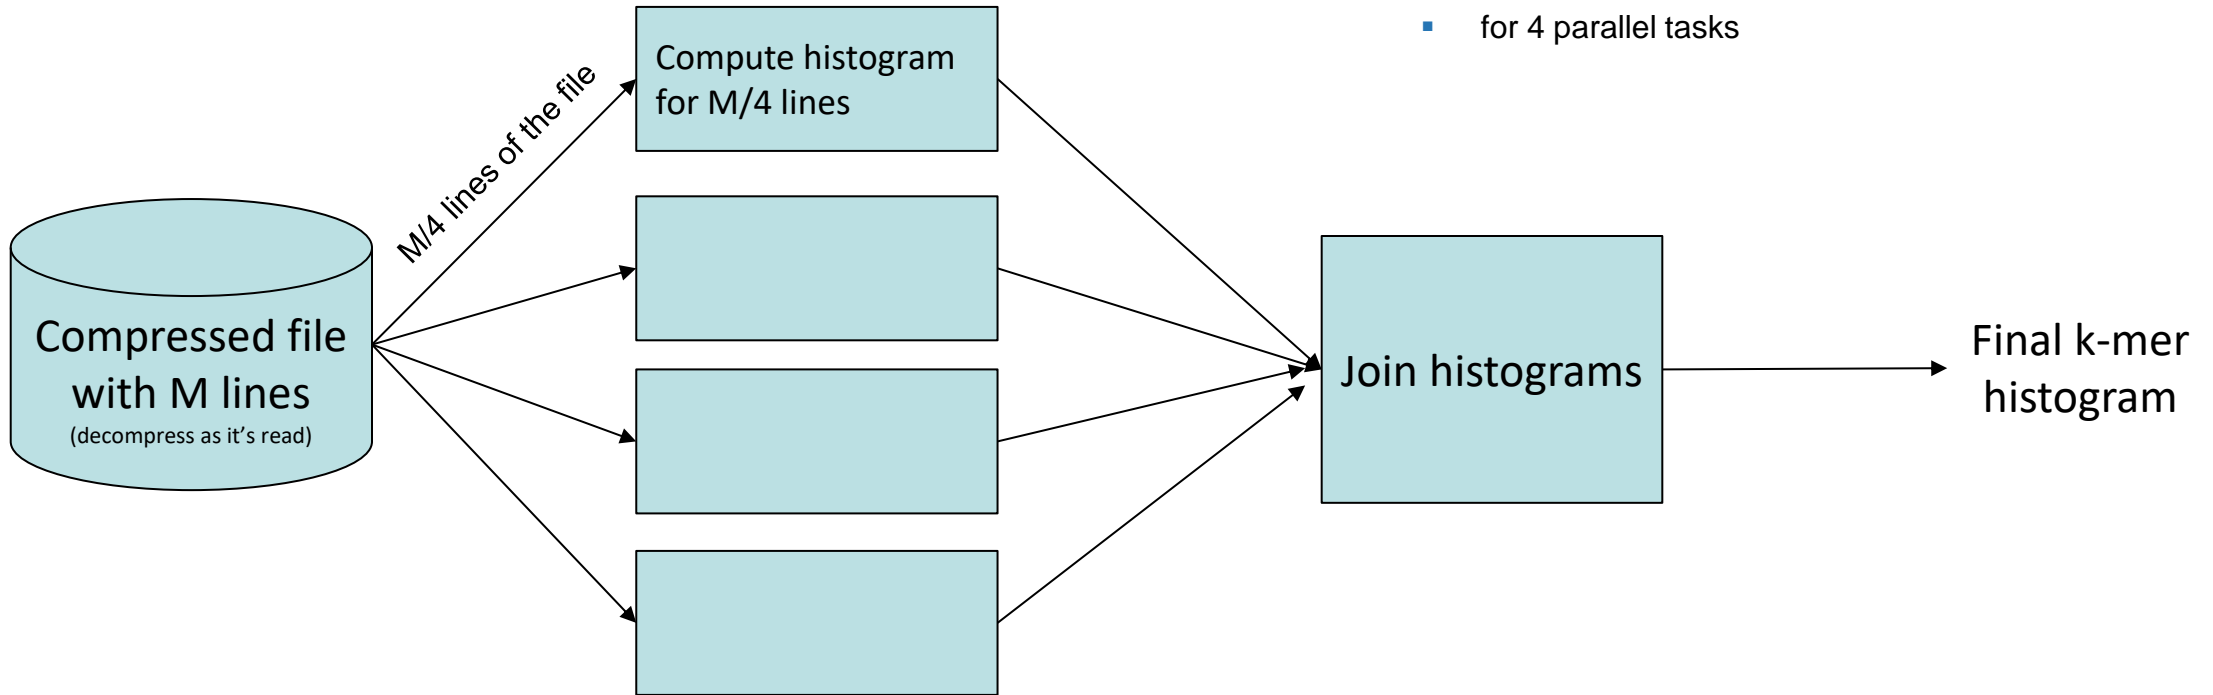 ▪ for 4 parallel tasks
Compute histogram
for M/4 lines
M/4 lines of the file
Compressed file
with M lines
(decompress as it's read)
Join histograms
Final k-mer
histogram